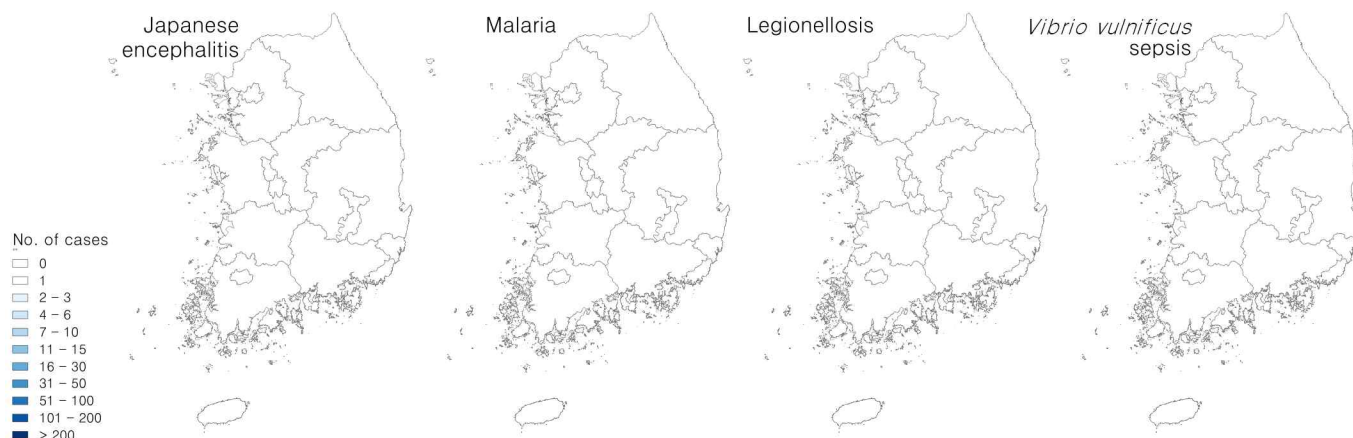 Japanese
encephalitis
Malaria
Legionellosis
Vibrio vulnificus
sepsis
No. of cases
0
1
2 – 3
4 – 6
7 – 10
11 – 15
16 – 30
31 – 50
51 – 100
101 – 200
> 200